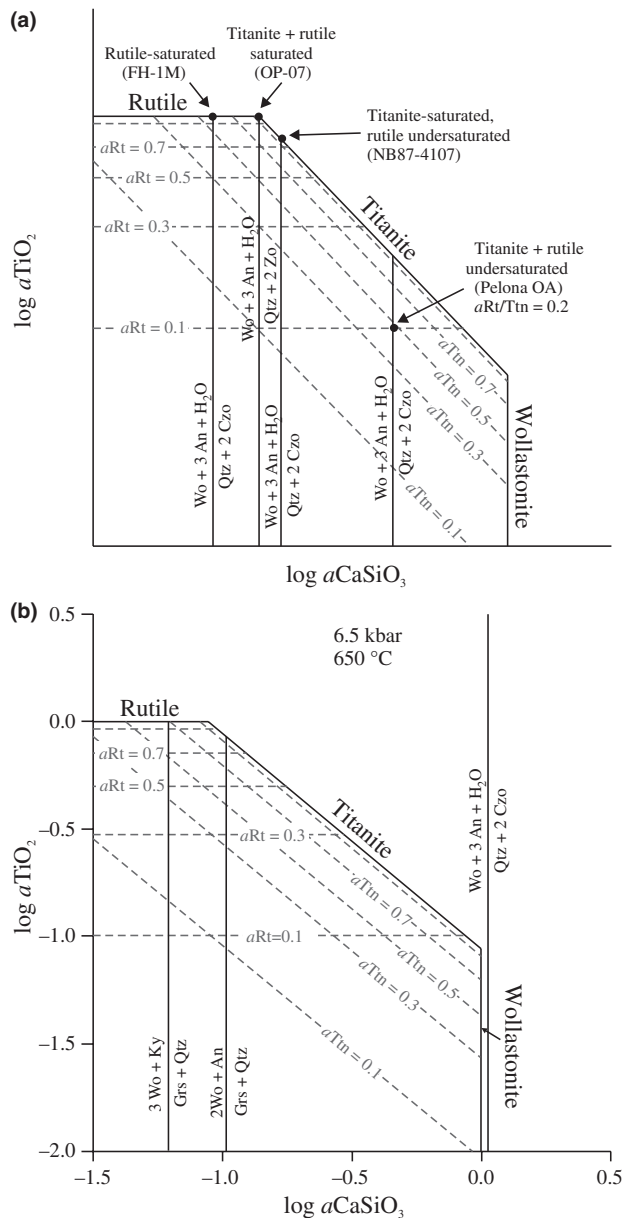 (a)
Rutile-saturated
(FH-1M)
Titanite + rutile
saturated
(OP-07)
Rutile
Titanite-saturated,
rutile undersaturated
(NB87-4107)
aRt = 0.7
aRt = 0.5
aRt = 0.3
aRt = 0.1
Titanite
Titanite + rutile
undersaturated
(Pelona OA)
aRt/Ttn = 0.2
Wo + 3 An + H₂O
Qtz + 2 Zo
Wo + 3 An + H₂O
Qtz + 2 Czo
Wo + 3 An + H₂O
Qtz + 2 Czo
Wo + 3 An + H₂O
Qtz + 2 Czo
aTtn = 0.7
aTtn = 0.5
aTtn = 0.3
aTtn = 0.1
Wollastonite
log aTiO₂
log aCaSiO₃
(b)
6.5 kbar
650 °C
Rutile
aRt = 0.7
aRt = 0.5
aRt = 0.3
aRt=0.1
Titanite
aTtn = 0.7
aTtn = 0.5
aTtn = 0.3
aTtn = 0.1
Wo + 3 An + H₂O
Qtz + 2 Czo
Wollastonite
3 Wo + Ky
Grs + Qtz
2Wo + An
Grs + Qtz
0.5
0.0
−0.5
−1.0
−1.5
−2.0
log aTiO₂
−1.5
−1.0
−0.5
0.0
0.5
log aCaSiO₃